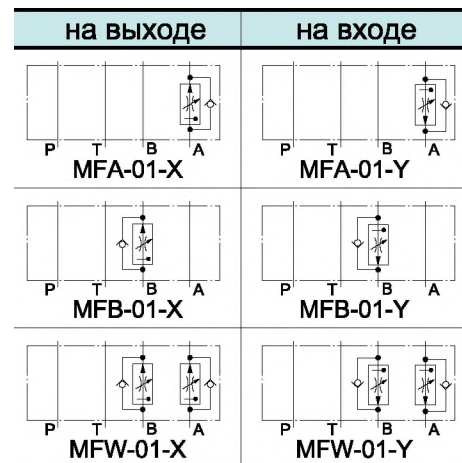 на выходе на входе
P T B A P T B A
MFA-01-X MFA-01-Y
P T B A P T B A
MFB-01-X MFB-01-Y
P T B A P T B A
MFW-01-X MFW-01-Y